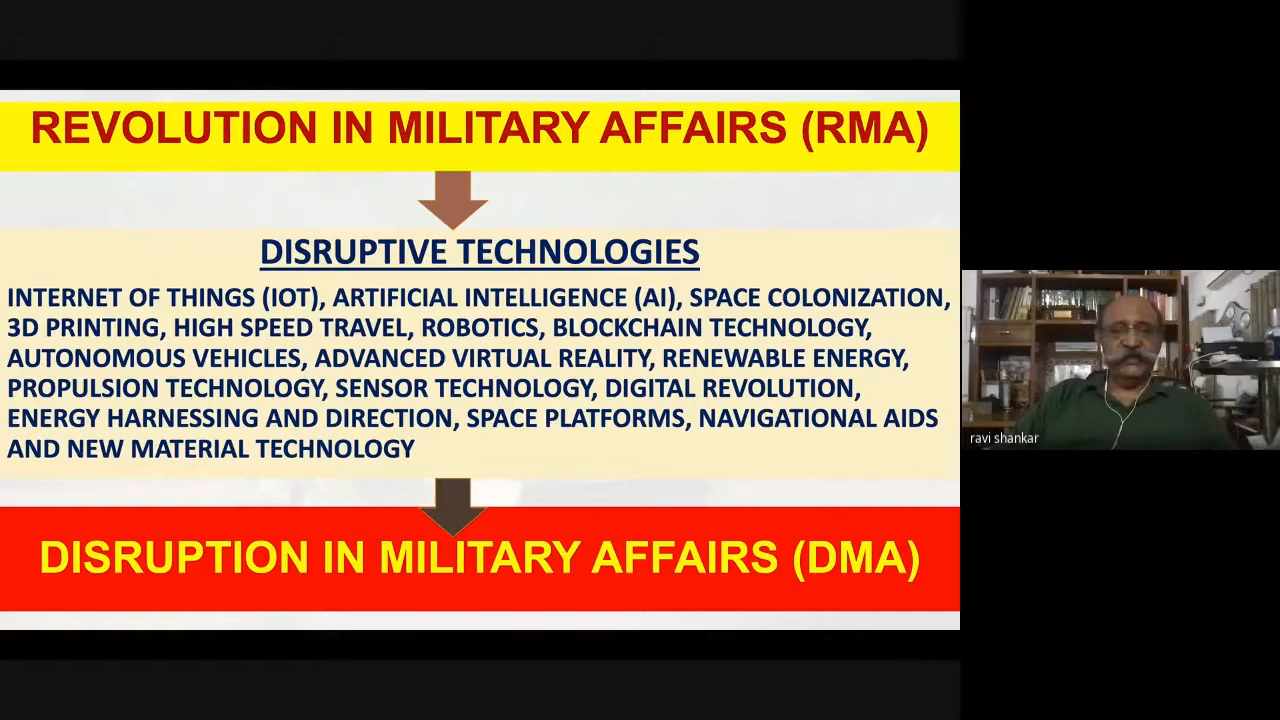 REVOLUTION IN MILITARY AFFAIRS (RMA)
DISRUPTIVE TECHNOLOGIES
INTERNET OF THINGS (IOT), ARTIFICIAL INTELLIGENCE (AI), SPACE COLONIZATION,
3D PRINTING, HIGH SPEED TRAVEL, ROBOTICS, BLOCKCHAIN TECHNOLOGY,
AUTONOMOUS VEHICLES, ADVANCED VIRTUAL REALITY, RENEWABLE ENERGY,
PROPULSION TECHNOLOGY, SENSOR TECHNOLOGY, DIGITAL REVOLUTION,
ENERGY HARNESSING AND DIRECTION, SPACE PLATFORMS, NAVIGATIONAL AIDS
AND NEW MATERIAL TECHNOLOGY
DISRUPTION IN MILITARY AFFAIRS (DMA)
ravi shankar